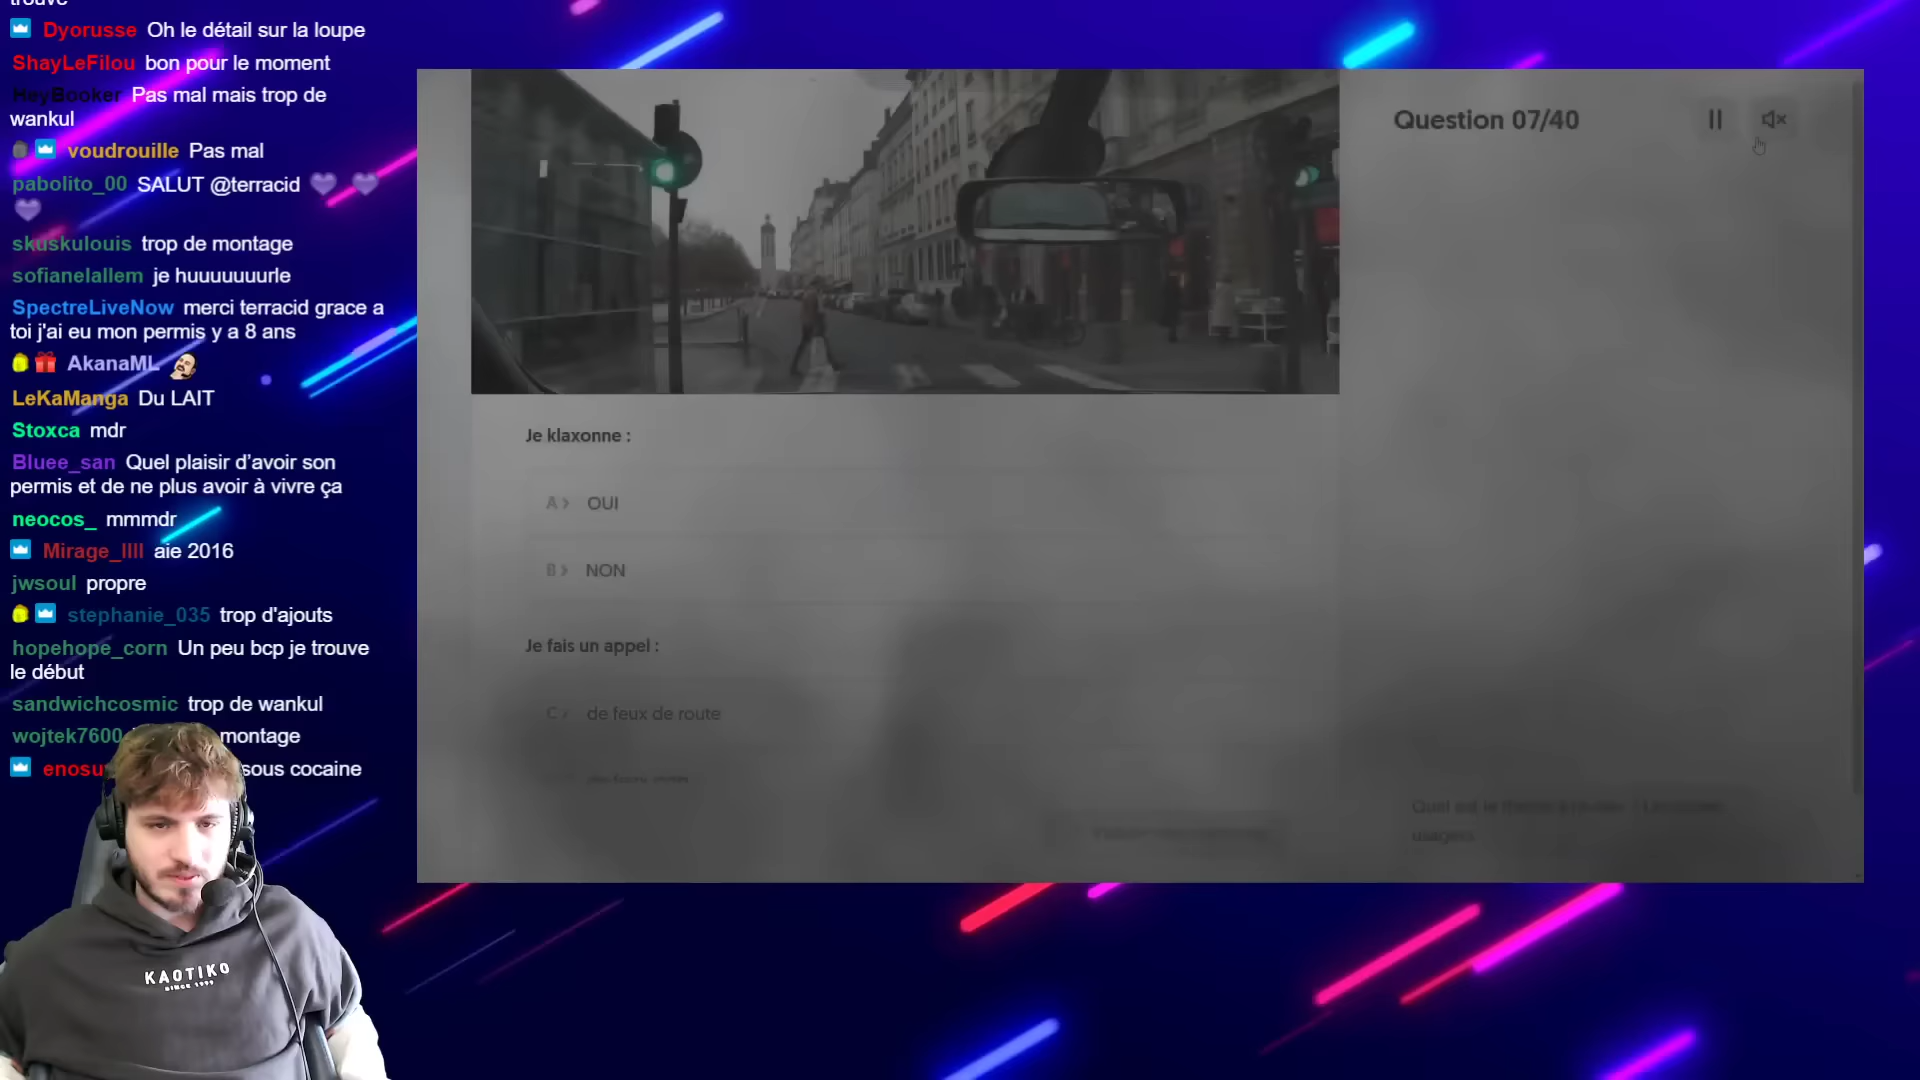 Dyorusse Oh le détail sur la loupe
ShayLeFilou bon pour le moment
HeyBooker Pas mal mais trop de
wankul
voudrouille Pas mal
pabolito_00 SALUT @terracid
skuskulouis trop de montage
sofianelallem je huuuuuuurle
SpectreLiveNow merci terracid grace a
toi j'ai eu mon permis y a 8 ans
AkanaML
LeKaManga Du LAIT
Stoxca mdr
Bluee_san Quel plaisir d’avoir son
permis et de ne plus avoir à vivre ça
neocos_ mmmdr
Mirage_llll aie 2016
jwsoul propre
stephanie_035 trop d'ajouts
hopehope_corn Un peu bcp je trouve
le début
sandwichcosmic trop de wankul
wojtek7600 montage
sous cocaine
KAOTIKO
SINCE 1999
Question 07/40
Je klaxonne :
A OUI
B NON
Je fais un appel :
C de feux de route
usagers